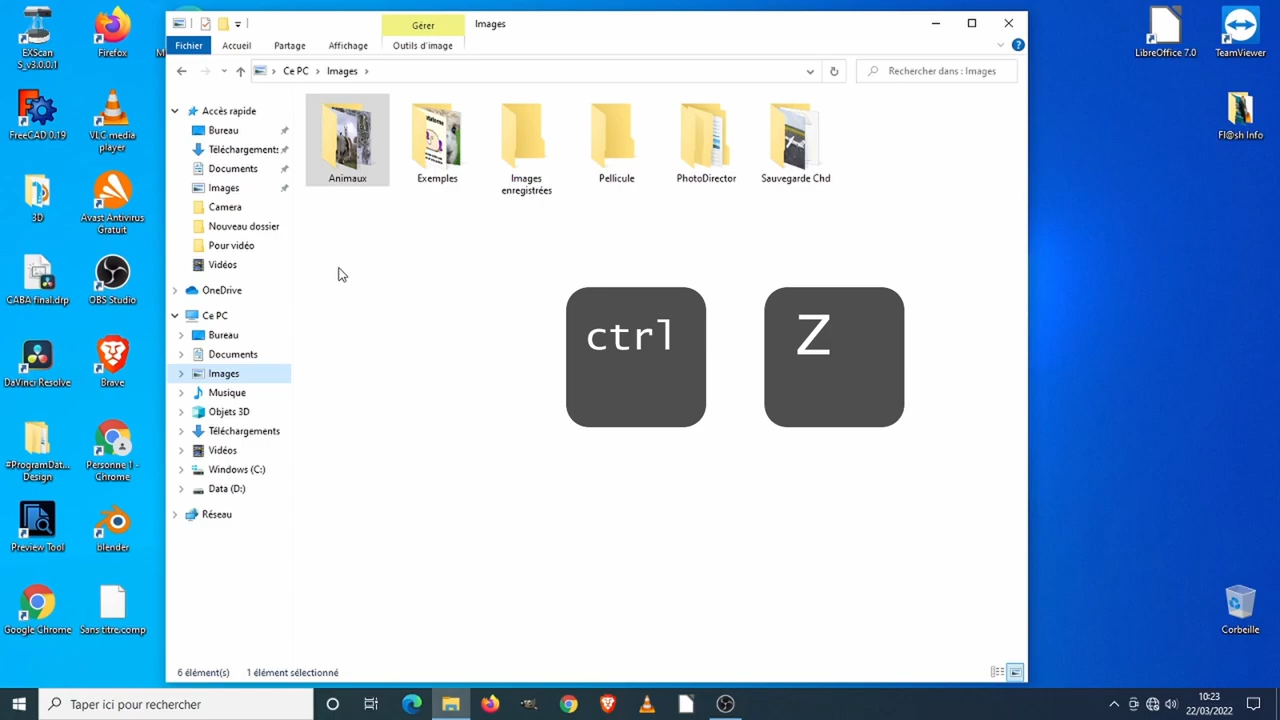 EXScan
S_v3.0.0.1
Firefox
M
FreeCAD 0.19
VLC media
player
3D
Avast Antivirus
Gratuit
CABA final.drp
OBS Studio
DaVinci Resolve
Brave
#ProgramDat...
Design
Personne 1 -
Chrome
Preview Tool
blender
Google Chrome
Sans titre.comp
Gérer
Images
Fichier
Accueil
Partage
Affichage
Outils d'image
Ce PC
Images
Rechercher dans : Images
Accès rapide
Bureau
Téléchargements
Documents
Images
Camera
Nouveau dossier
Pour vidéo
Vidéos
OneDrive
Ce PC
Bureau
Documents
Images
Musique
Objets 3D
Téléchargements
Vidéos
Windows (C:)
Data (D:)
Réseau
Animaux
Exemples
Images
enregistrées
Pellicule
PhotoDirector
Sauvegarde Chd
ctrl
Z
6 élément(s)
1 élément sélectionné
LibreOffice 7.0
TeamViewer
Fl@sh Info
Corbeille
Taper ici pour rechercher
10:23
22/03/2022